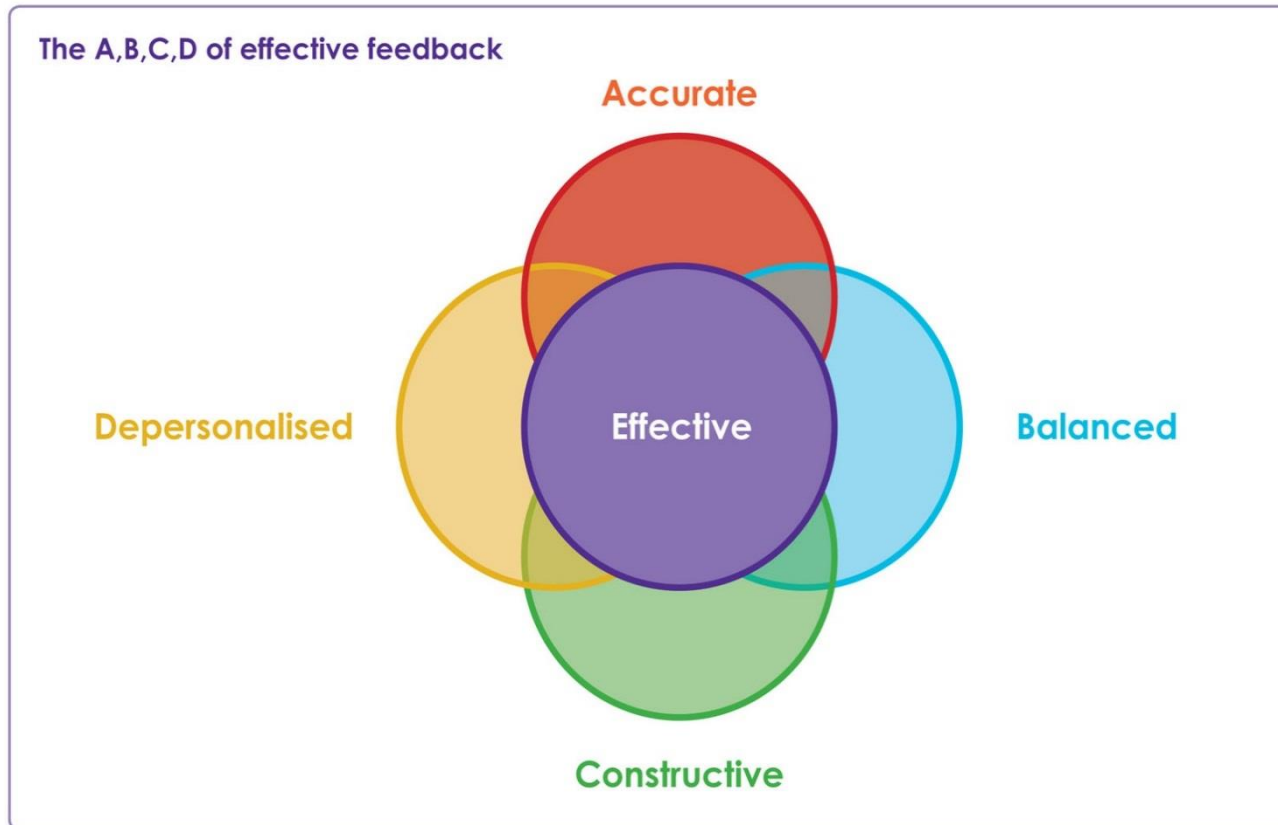 The A,B,C,D of effective feedback
Accurate
Depersonalised
Effective
Balanced
Constructive